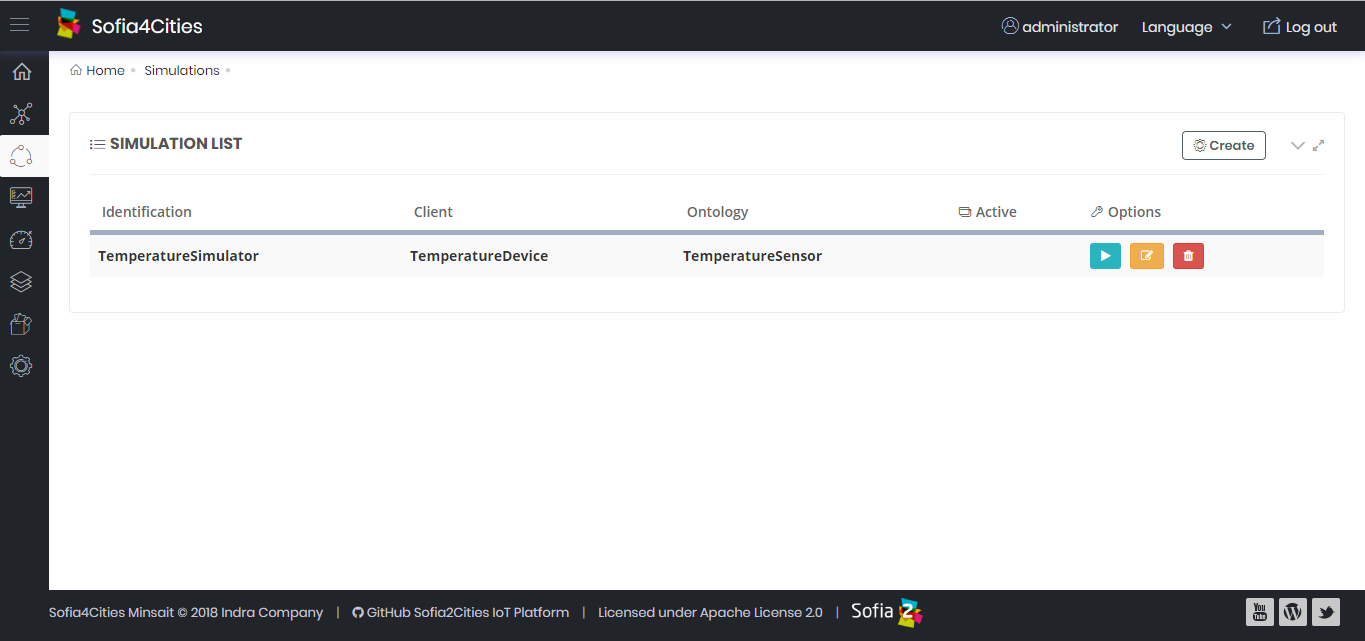 Sofia4Cities administrator Language Log out
Home Simulations
SIMULATION LIST Create
Identification Client Ontology Active Options
TemperatureSimulator TemperatureDevice TemperatureSensor
Sofia4Cities Minsait © 2018 Indra Company | GitHub Sofia2Cities IoT Platform | Licensed under Apache License 2.0 | Sofia 2 You Tube